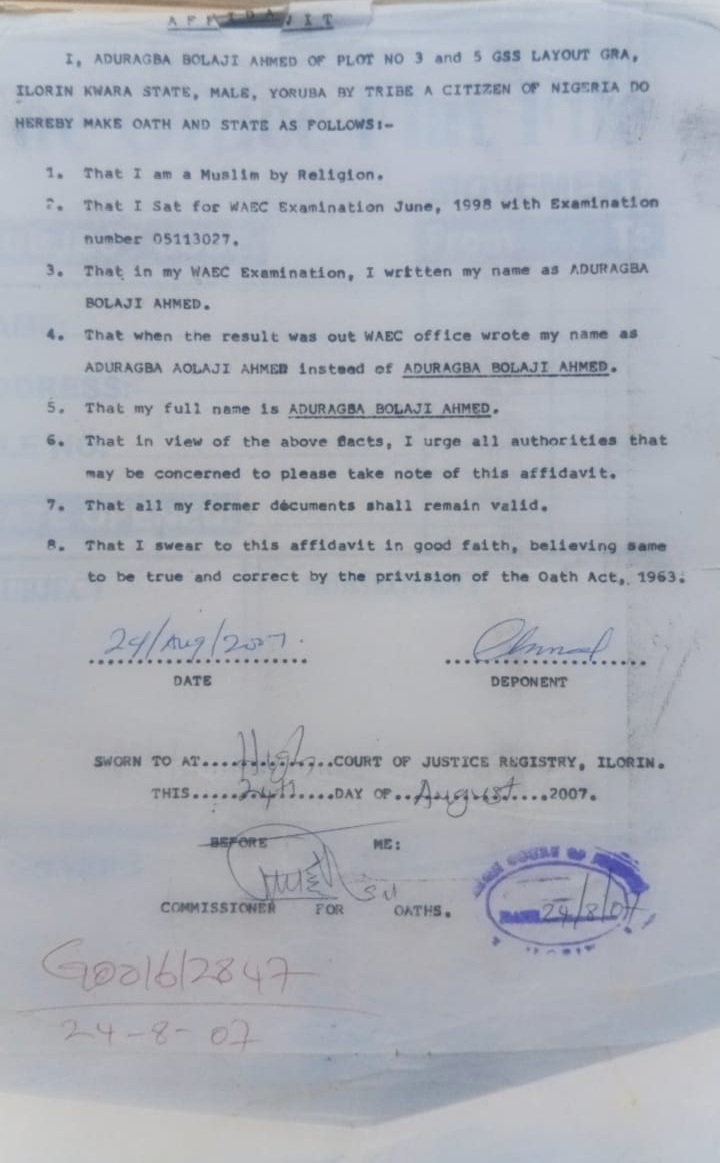 AFFIDAVIT
I, ADURAGBA BOLAJI AHMED OF PLOT NO 3 and 5 GSS LAYOUT GRA,
ILORIN KWARA STATE, MALE, YORUBA BY TRIBE A CITIZEN OF NIGERIA DO
HEREBY MAKE OATH AND STATE AS FOLLOWS:-
1. That I am a Muslim by Religion.
2. That I Sat for WAEC Examination June, 1998 with Examination
number 05113027.
3. That in my WAEC Examination, I written my name as ADURAGBA
BOLAJI AHMED.
4. That when the result was out WAEC office wrote my name as
ADURAGBA AOLAJI AHMED instead of ADURAGBA BOLAJI AHMED.
5. That my full name is ADURAGBA BOLAJI AHMED.
6. That in view of the above facts, I urge all authorities that
may be concerned to please take note of this affidavit.
7. That all my former documents shall remain valid.
8. That I swear to this affidavit in good faith, believing same
to be true and correct by the privision of the Oath Act, 1963.
24/Aug/2007.
DATE DEPONENT
SWORN TO AT....High....COURT OF JUSTICE REGISTRY, ILORIN.
THIS.....24th....DAY OF..August....2007.
BEFORE ME:
COMMISSIONER FOR OATHS.
HIGH COURT OF
24/8/07
24-8-07